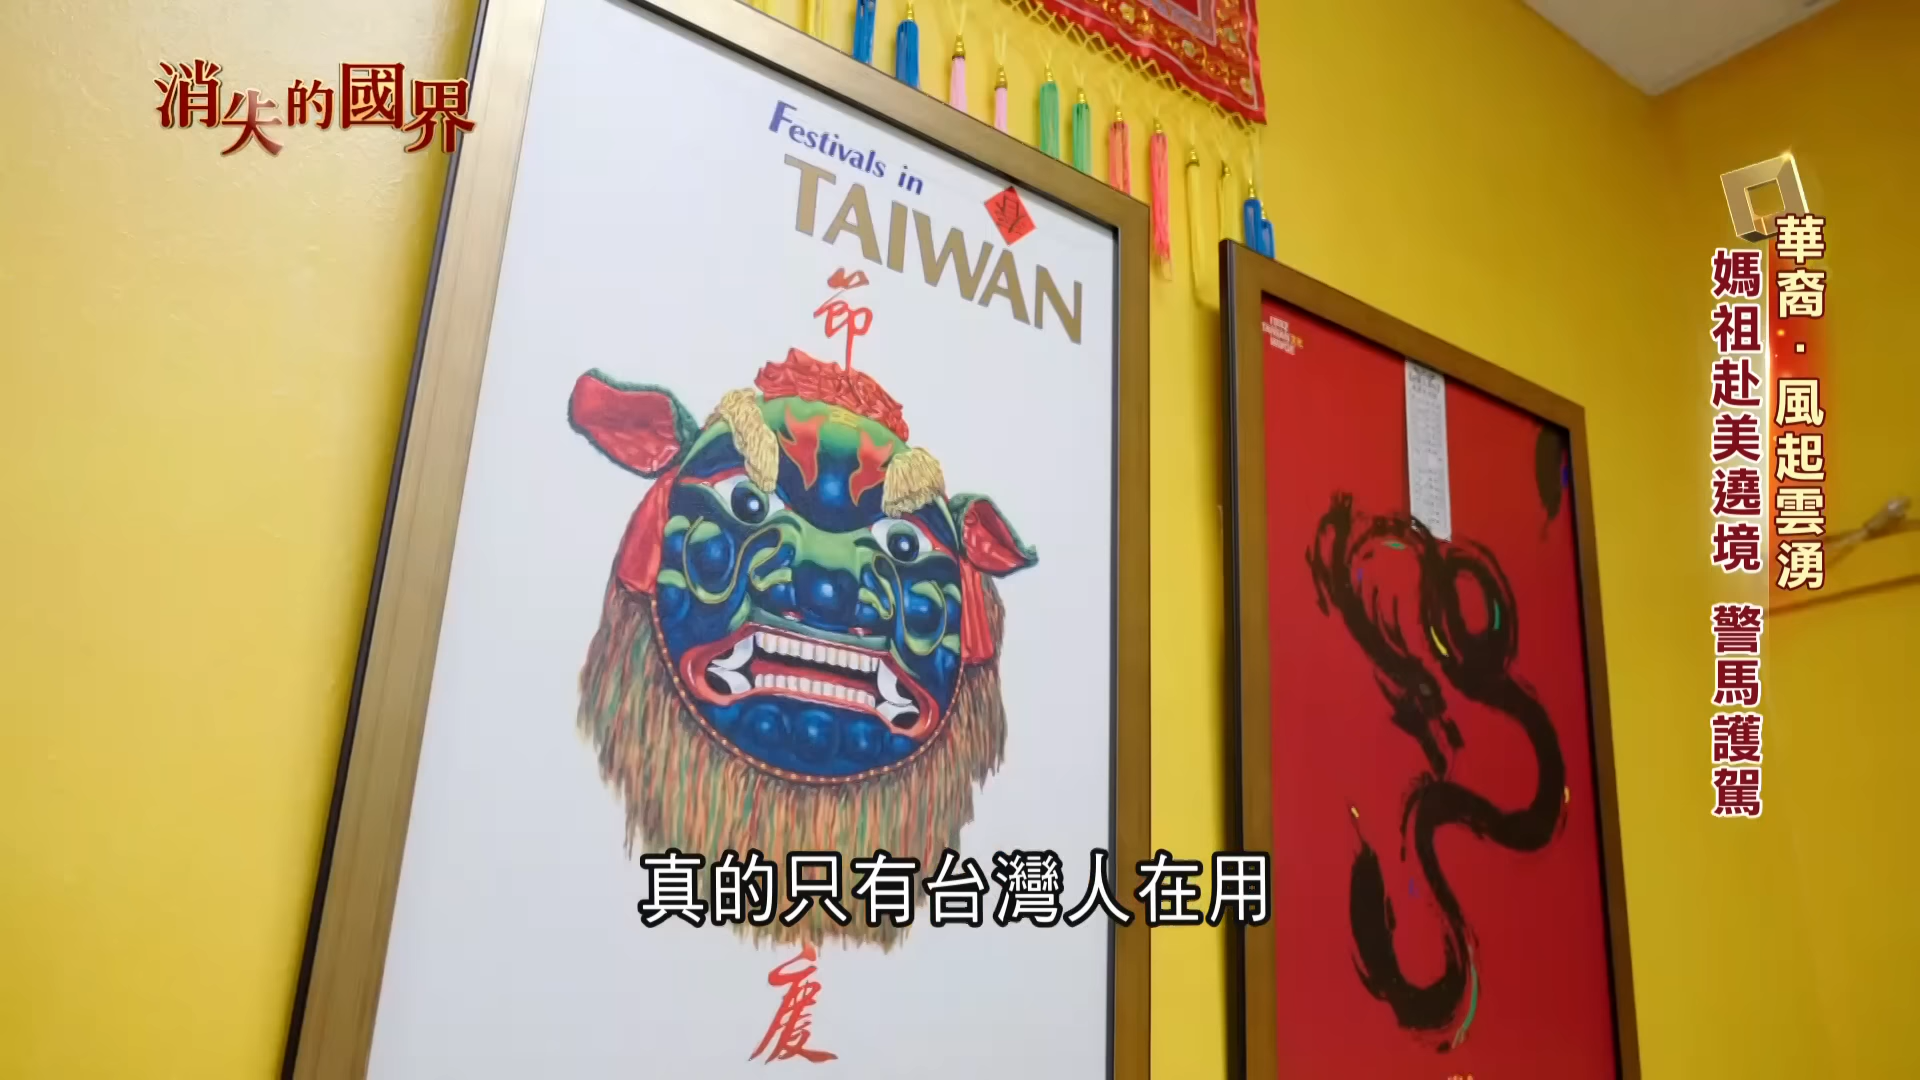 消失的國界
Festivals in
TAIWAN
春
節
慶
華裔．風起雲湧
媽祖赴美遶境 警馬護駕
真的只有台灣人在用